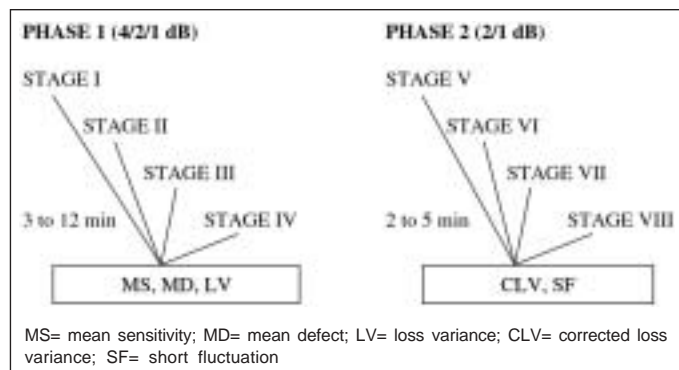 PHASE 1 (4/2/1 dB)
STAGE I
STAGE II
STAGE III
STAGE IV
3 to 12 min
MS, MD, LV
PHASE 2 (2/1 dB)
STAGE V
STAGE VI
STAGE VII
STAGE VIII
2 to 5 min
CLV, SF
MS= mean sensitivity; MD= mean defect; LV= loss variance; CLV= corrected loss
variance; SF= short fluctuation